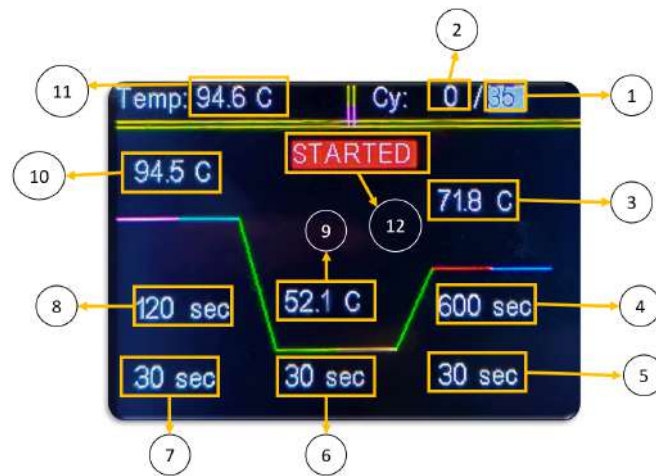 2
11
Temp: 94.6 C
Cy: 0 / 35
1
STARTED
10
94.5 C
71.8 C
3
9
12
8
120 sec
52.1 C
600 sec
4
30 sec
30 sec
30 sec
5
7
6